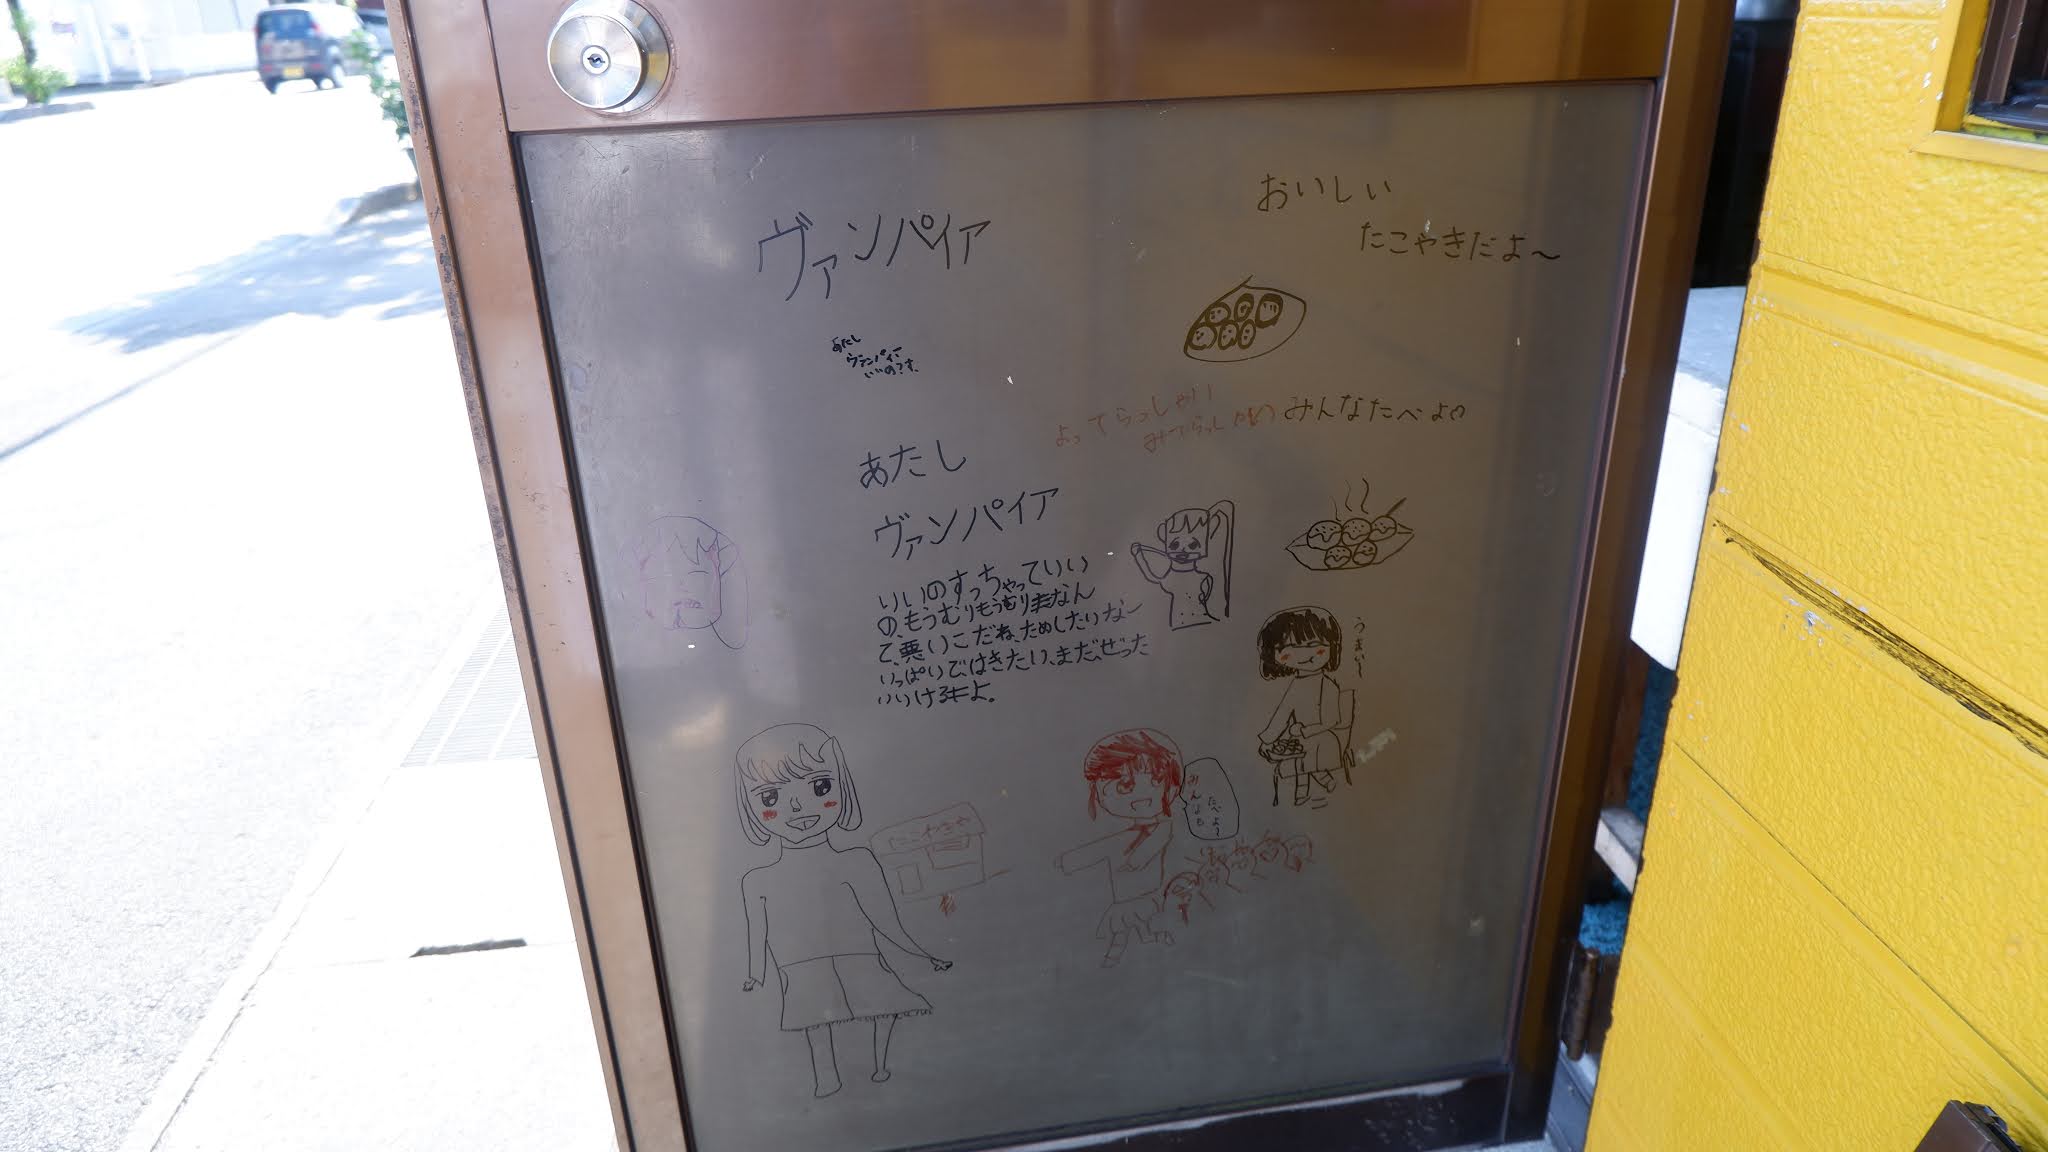 ヴァンパイア
おいしい
たこやきだよ～
あたし
ヴァンパイア
いいの?す、
よってらっしゃい
みてらっしゃい
みんなたべよ
あたし
ヴァンパイア
いいのすっちゃっていい
の、もうむりもうむりまなん
て、悪いこだね、ためしたいなー
いっぱいで、はきたい、まだ、ぜった
いいけるキよ。
うまい～
みんなも
たべよ～
たこやきや